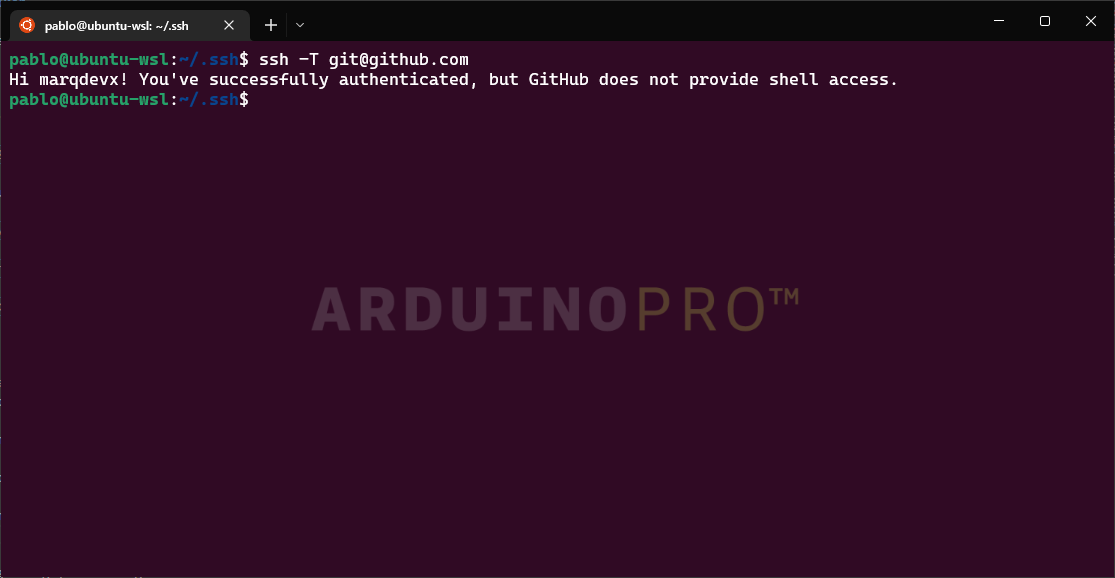 pablo@ubuntu-wsl: ~/.ssh
pablo@ubuntu-wsl:~/.ssh$ ssh -T git@github.com
Hi marqdevx! You've successfully authenticated, but GitHub does not provide shell access.
pablo@ubuntu-wsl:~/.ssh$
ARDUINOPRO™